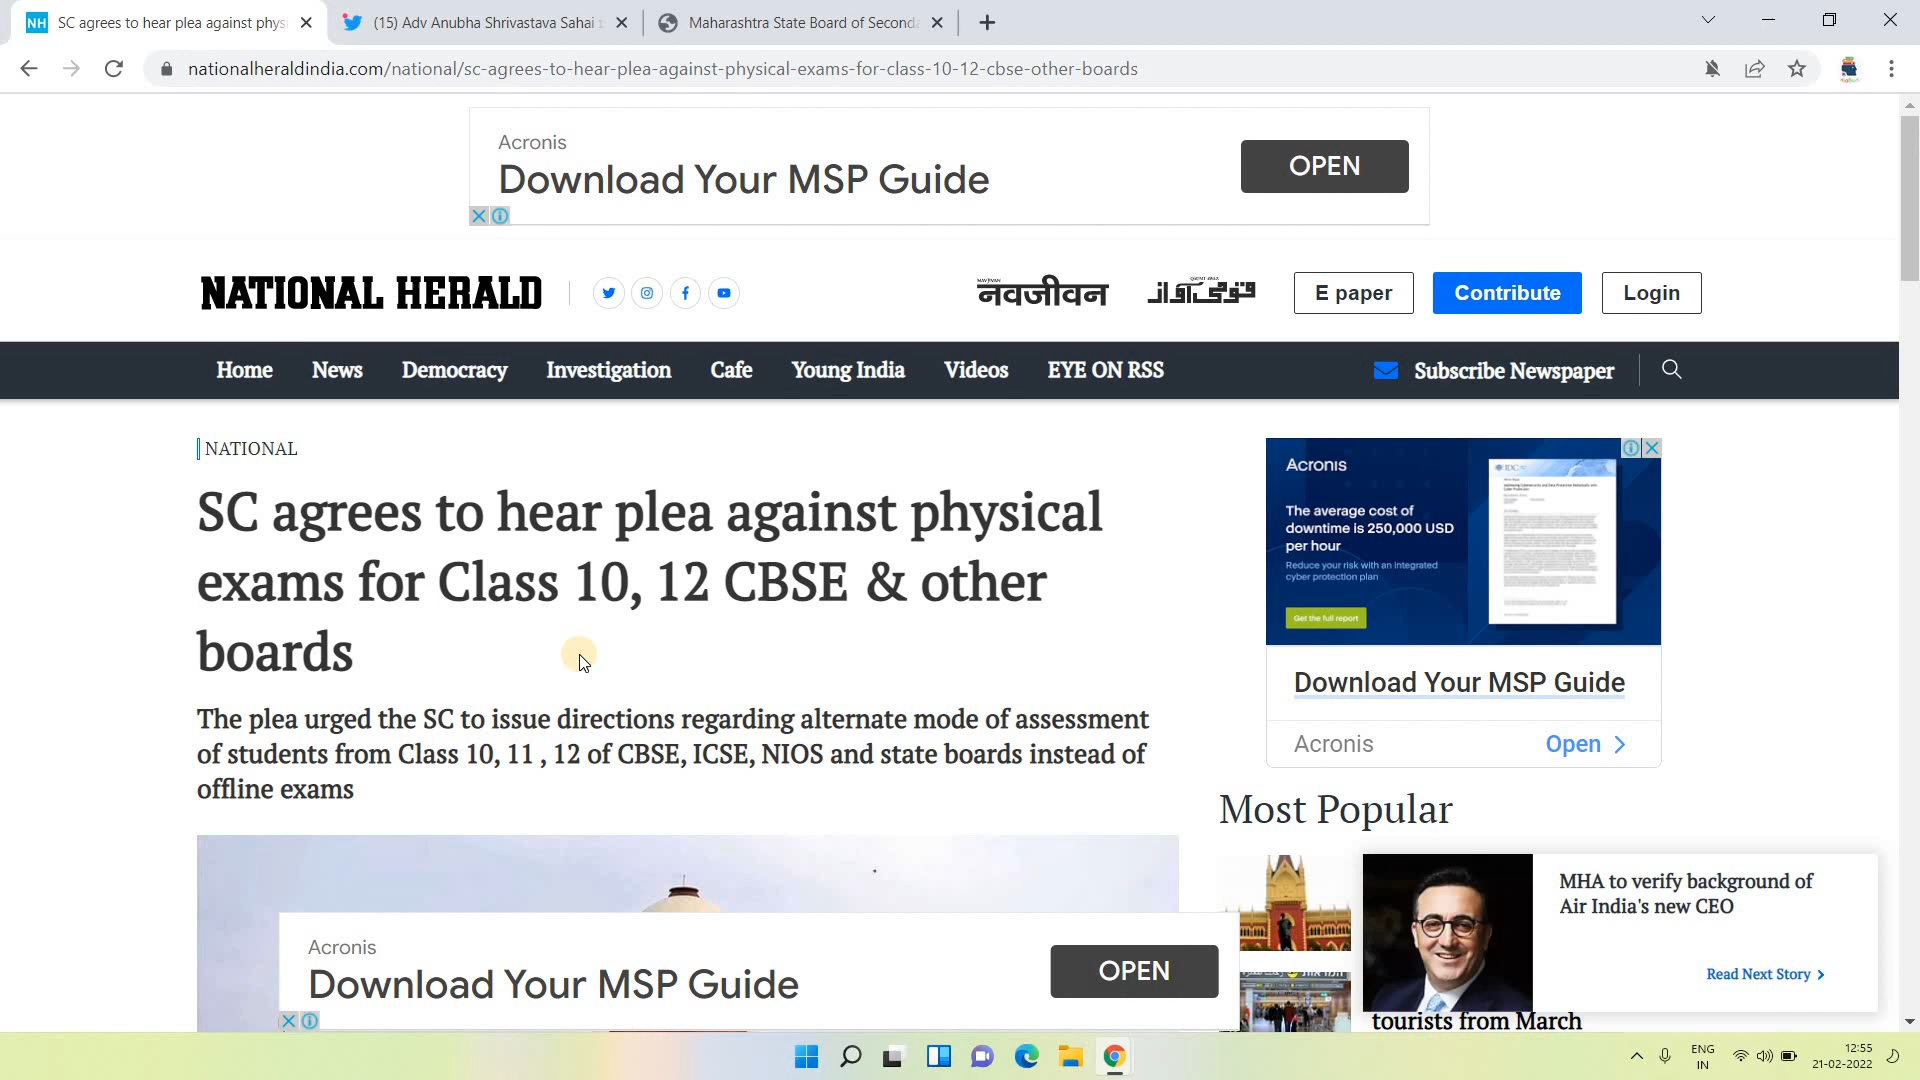 NH SC agrees to hear plea against phys
(15) Adv Anubha Shrivastava Sahai
Maharashtra State Board of Second
nationalheraldindia.com/national/sc-agrees-to-hear-plea-against-physical-exams-for-class-10-12-cbse-other-boards
Acronis
Download Your MSP Guide
OPEN
NATIONAL HERALD
नवजीवन
قومی آواز
E paper
Contribute
Login
Home News Democracy Investigation Cafe Young India Videos EYE ON RSS
Subscribe Newspaper
NATIONAL
SC agrees to hear plea against physical
exams for Class 10, 12 CBSE & other
boards
The plea urged the SC to issue directions regarding alternate mode of assessment
of students from Class 10, 11 , 12 of CBSE, ICSE, NIOS and state boards instead of
offline exams
Acronis
The average cost of
downtime is 250,000 USD
per hour
Reduce your risk with an integrated
cyber protection plan
Get the full report
IDC
Download Your MSP Guide
Acronis
Open
Most Popular
MHA to verify background of
Air India's new CEO
Read Next Story
tourists from March
Acronis
Download Your MSP Guide
OPEN
ENG
IN
12:55
21-02-2022